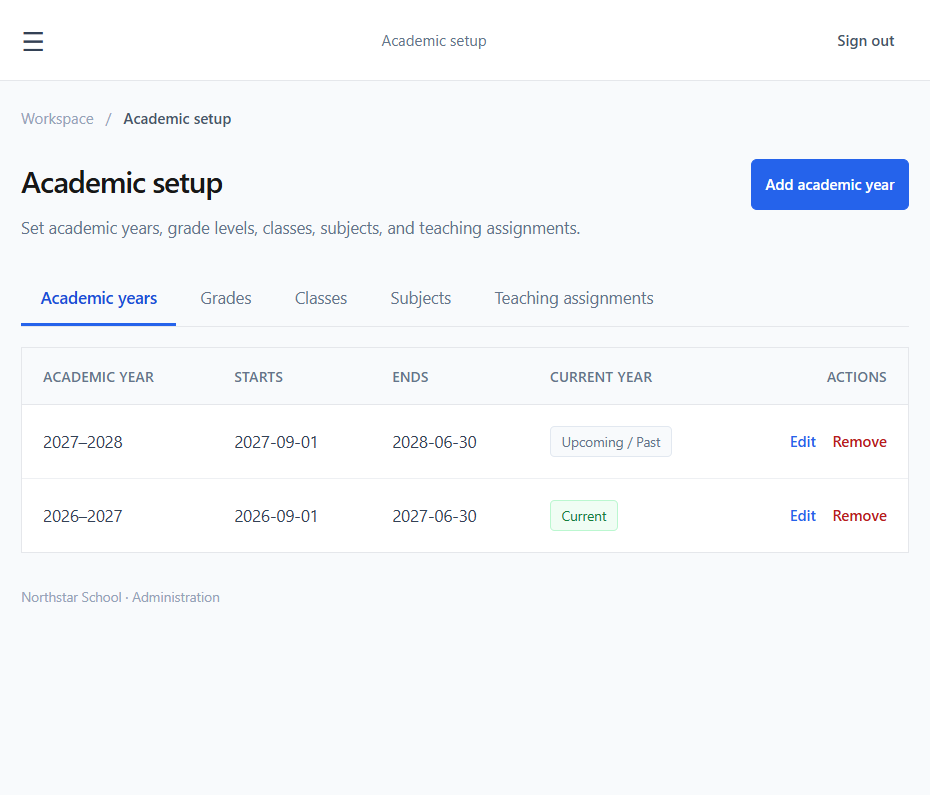 Academic setup
Sign out
Workspace / Academic setup
Academic setup
Add academic year
Set academic years, grade levels, classes, subjects, and teaching assignments.
Academic years Grades Classes Subjects Teaching assignments
ACADEMIC YEAR STARTS ENDS CURRENT YEAR ACTIONS
2027–2028 2027-09-01 2028-06-30 Upcoming / Past Edit Remove
2026–2027 2026-09-01 2027-06-30 Current Edit Remove
Northstar School · Administration